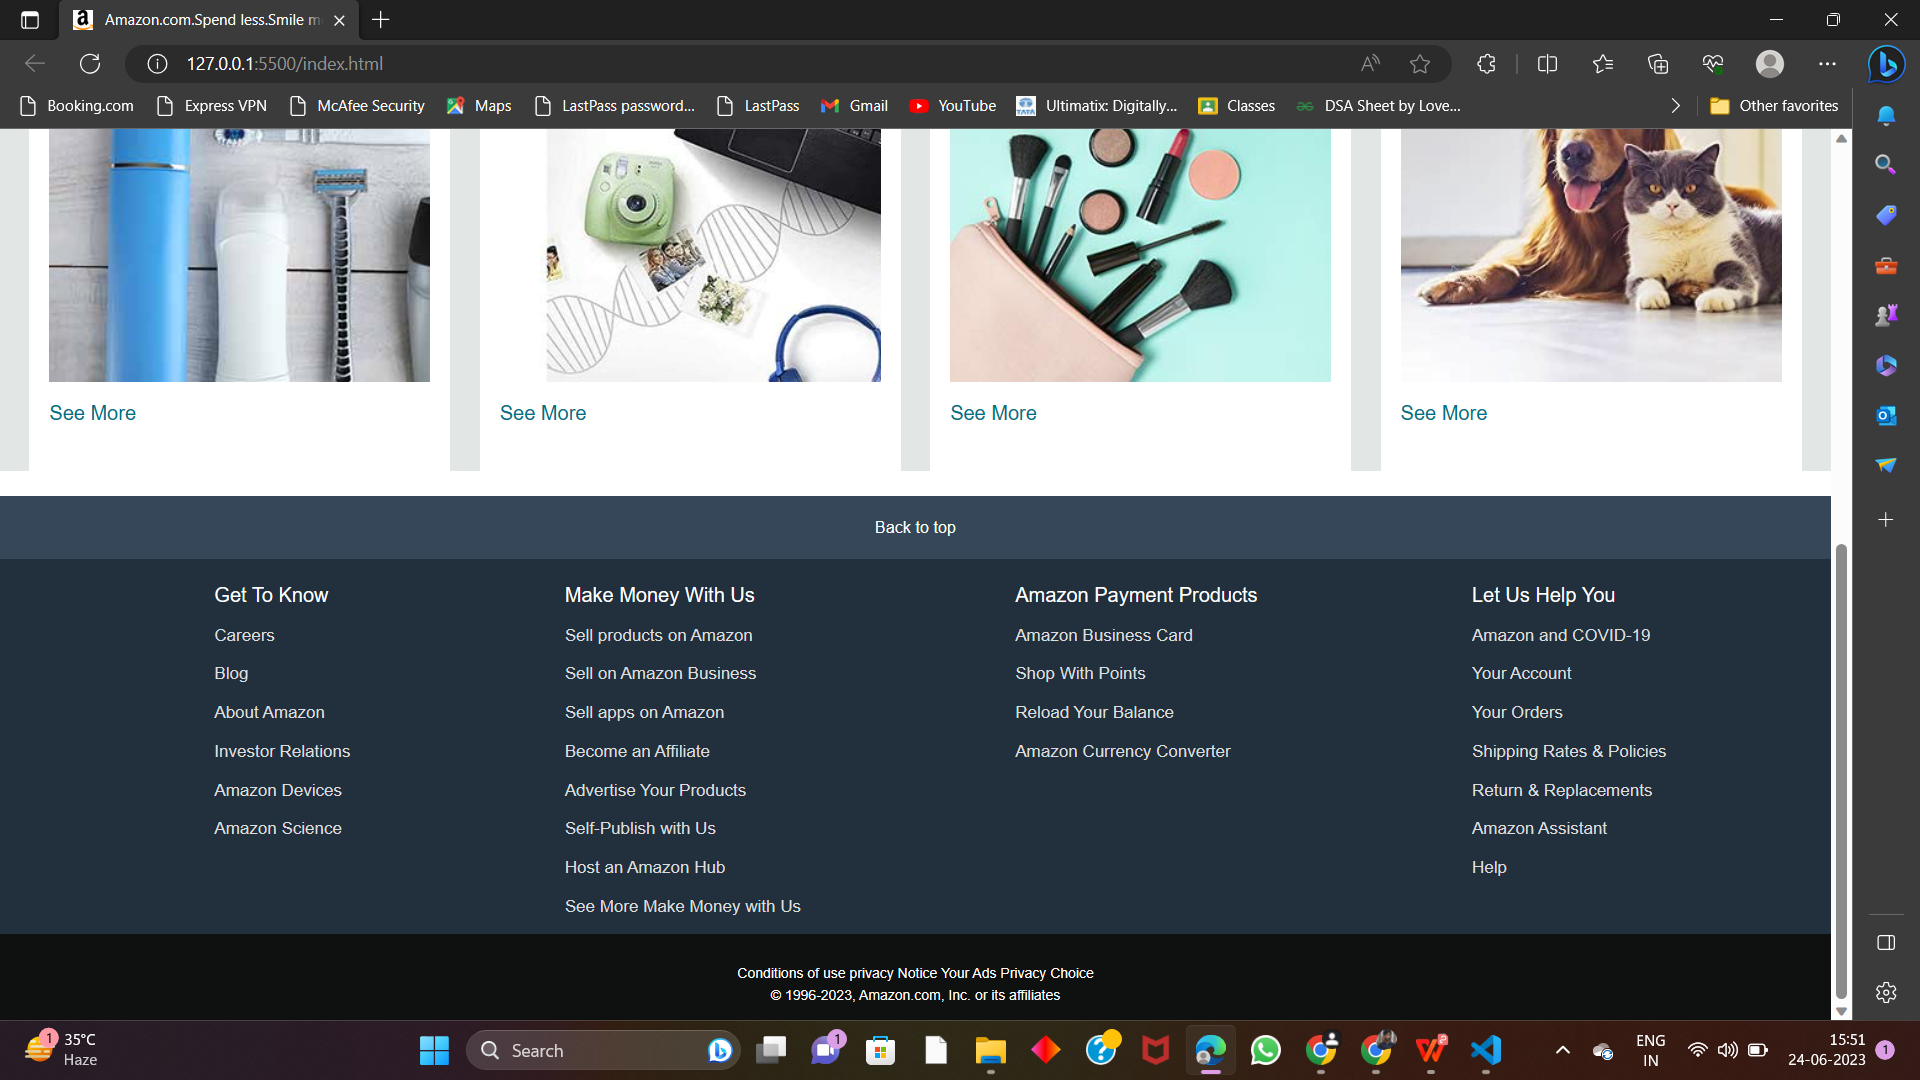 Amazon.com.Spend less.Smile m
127.0.0.1:5500/index.html
Booking.com Express VPN McAfee Security Maps LastPass password... LastPass Gmail YouTube Ultimatix: Digitally... Classes DSA Sheet by Love... Other favorites
See More See More See More See More
Back to top
Get To Know
Careers
Blog
About Amazon
Investor Relations
Amazon Devices
Amazon Science
Make Money With Us
Sell products on Amazon
Sell on Amazon Business
Sell apps on Amazon
Become an Affiliate
Advertise Your Products
Self-Publish with Us
Host an Amazon Hub
See More Make Money with Us
Amazon Payment Products
Amazon Business Card
Shop With Points
Reload Your Balance
Amazon Currency Converter
Let Us Help You
Amazon and COVID-19
Your Account
Your Orders
Shipping Rates & Policies
Return & Replacements
Amazon Assistant
Help
Conditions of use privacy Notice Your Ads Privacy Choice
© 1996-2023, Amazon.com, Inc. or its affiliates
1
35°C
Haze
Search
1
ENG
IN
15:51
24-06-2023
1